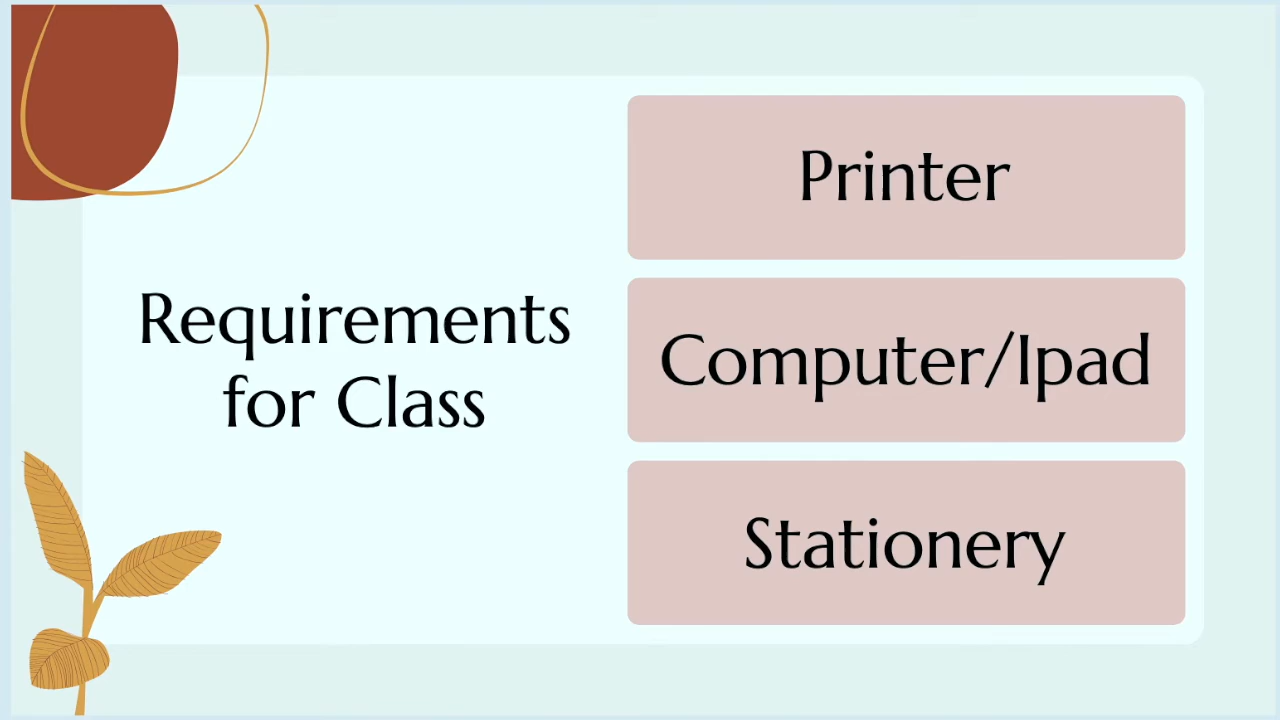 Requirements
for Class
Printer
Computer/Ipad
Stationery